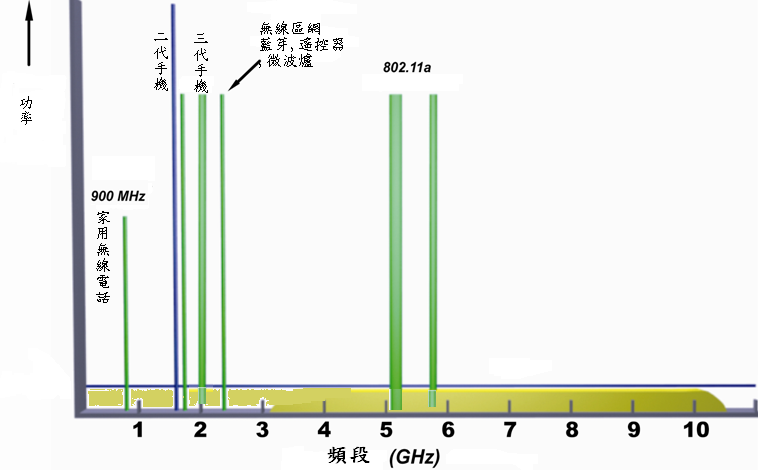 功率
二代手機
三代手機
無線區網
藍芽, 遙控器
, 微波爐
802.11a
900 MHz
家用無線電話
1 2 3 4 5 6 7 8 9 10
頻段 (GHz)